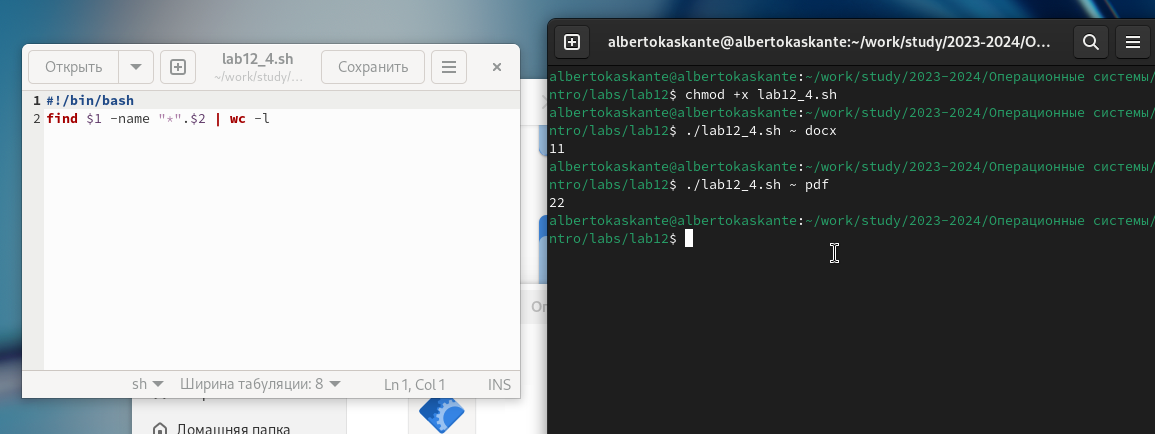 Открыть
lab12_4.sh
~/work/study/...
Сохранить
1 #!/bin/bash
2 find $1 -name "*".$2 | wc -l
sh
Ширина табуляции: 8
Ln 1, Col 1
INS
Домашняя папка
albertokaskante@albertokaskante:~/work/study/2023-2024/О...
albertokaskante@albertokaskante:~/work/study/2023-2024/Операционные системы/
ntro/labs/lab12$ chmod +x lab12_4.sh
albertokaskante@albertokaskante:~/work/study/2023-2024/Операционные системы/
ntro/labs/lab12$ ./lab12_4.sh ~ docx
11
albertokaskante@albertokaskante:~/work/study/2023-2024/Операционные системы/
ntro/labs/lab12$ ./lab12_4.sh ~ pdf
22
albertokaskante@albertokaskante:~/work/study/2023-2024/Операционные системы/
ntro/labs/lab12$